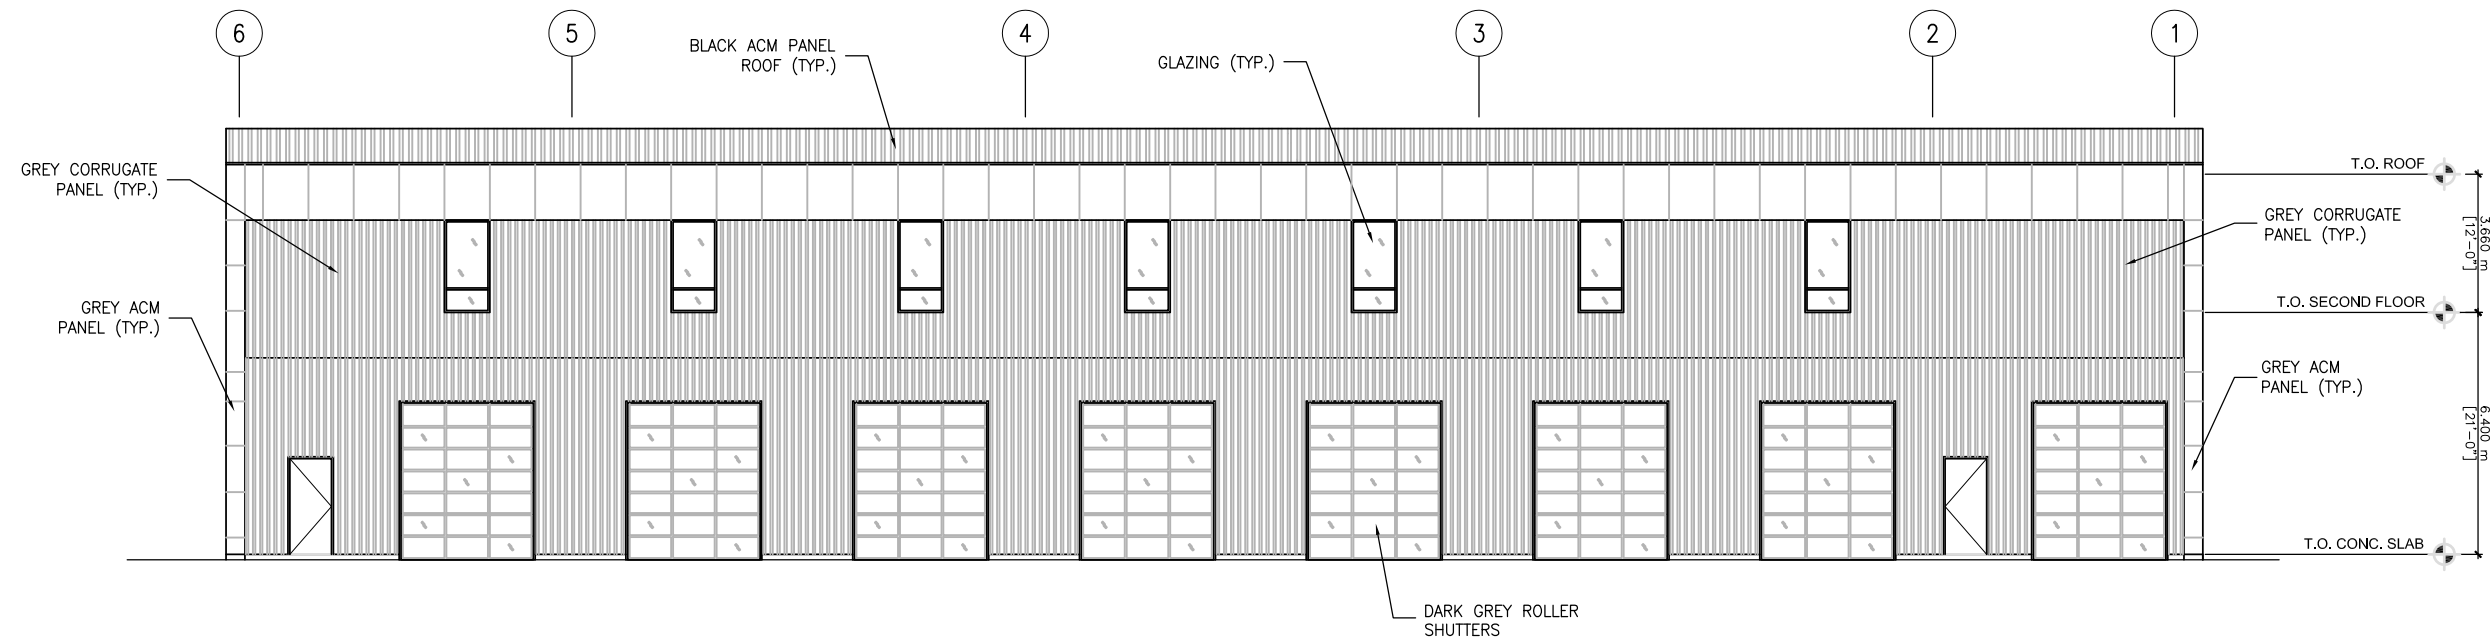 6
5
4
3
2
1
BLACK ACM PANEL
ROOF (TYP.)
GLAZING (TYP.)
GREY CORRUGATE
PANEL (TYP.)
T.O. ROOF
GREY CORRUGATE
PANEL (TYP.)
3.660 m
[12'-0"]
GREY ACM
PANEL (TYP.)
T.O. SECOND FLOOR
GREY ACM
PANEL (TYP.)
6.400 m
[21'-0"]
T.O. CONC. SLAB
DARK GREY ROLLER
SHUTTERS